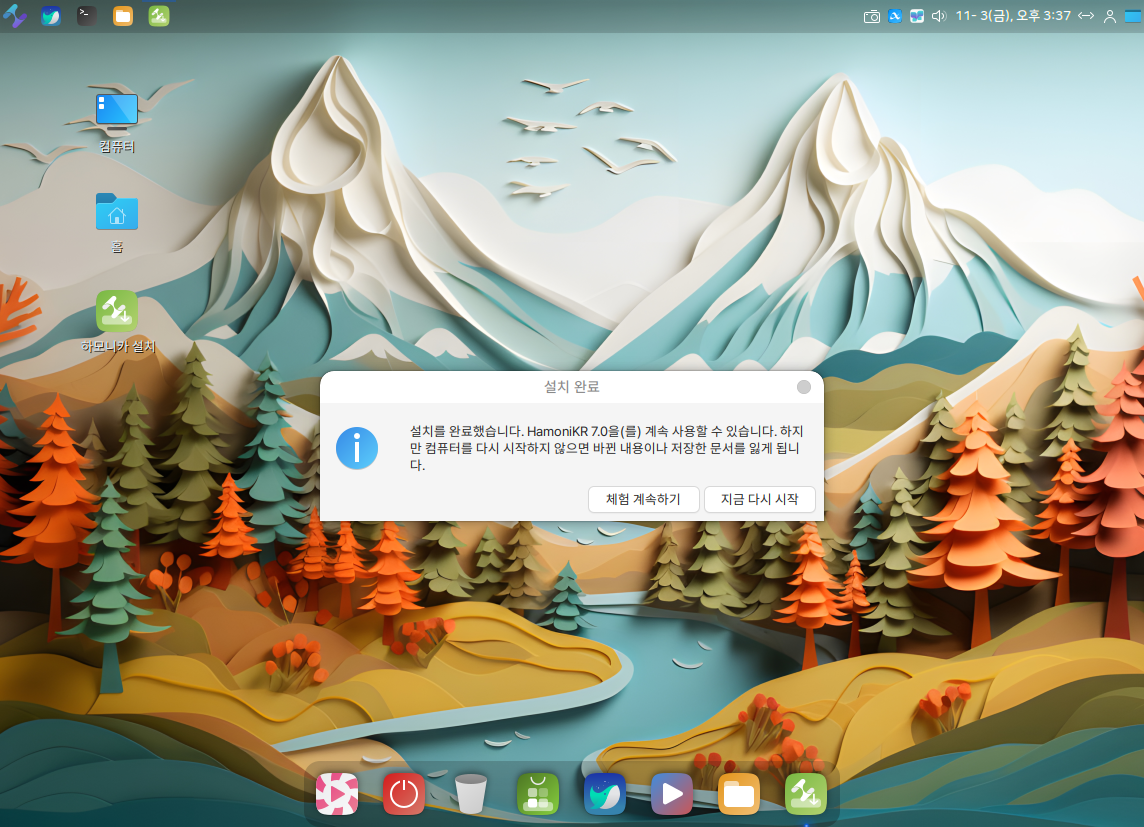 11- 3(금), 오후 3:37
컴퓨터
홈
하모니카 설치
설치 완료
설치를 완료했습니다. HamoniKR 7.0을(를) 계속 사용할 수 있습니다. 하지
만 컴퓨터를 다시 시작하지 않으면 바뀐 내용이나 저장한 문서를 잃게 됩니
다.
체험 계속하기
지금 다시 시작